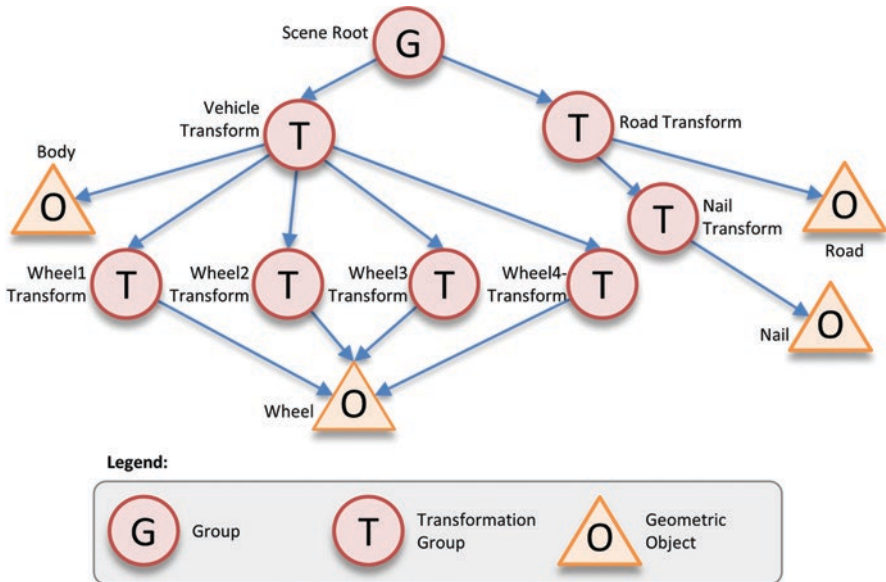 Scene Root
G
Vehicle
Transform
T
T
Road Transform
Body
O
T
Nail
Transform
O
Road
Wheel1
Transform
T
Wheel2
Transform
T
Wheel3
Transform
T
Wheel4-
Transform
T
Nail
O
Wheel
O
Legend:
G
Group
T
Transformation
Group
O
Geometric
Object